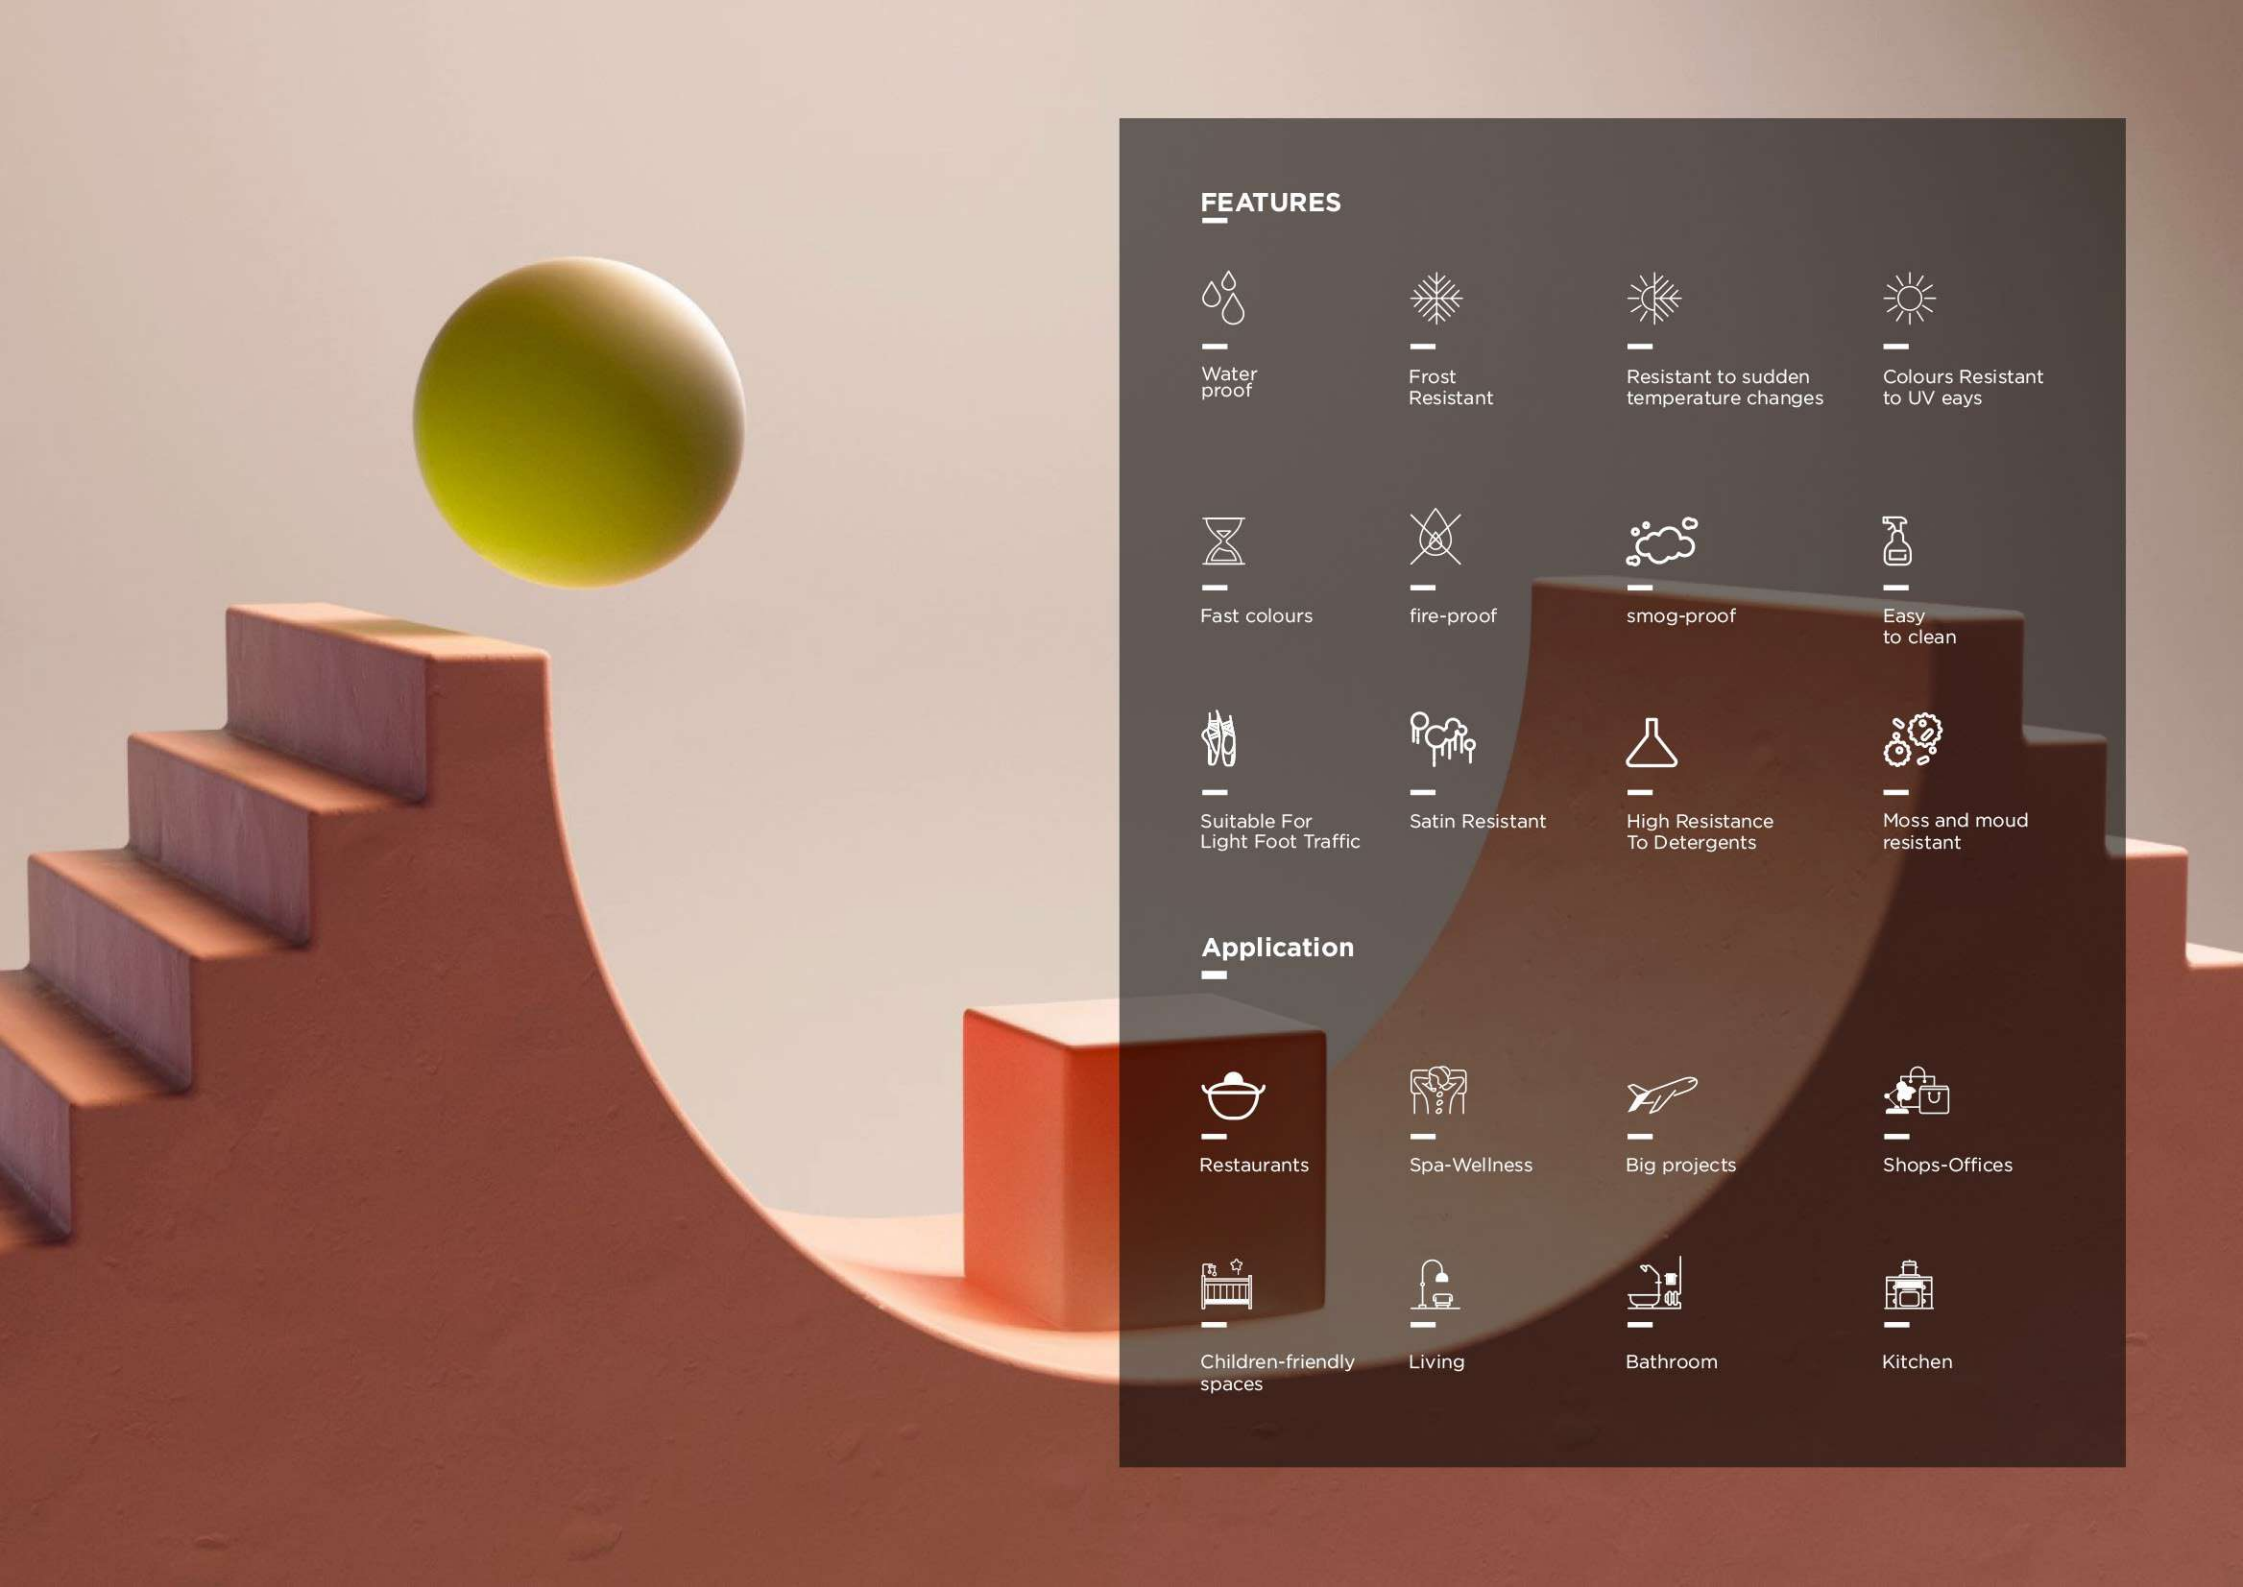 FEATURES
Water
proof
Frost
Resistant
Resistant to sudden
temperature changes
Colours Resistant
to UV eays
Fast colours
fire-proof
smog-proof
Easy
to clean
Suitable For
Light Foot Traffic
Satin Resistant
High Resistance
To Detergents
Moss and moud
resistant
Application
Restaurants
Spa-Wellness
Big projects
Shops-Offices
Children-friendly
spaces
Living
Bathroom
Kitchen